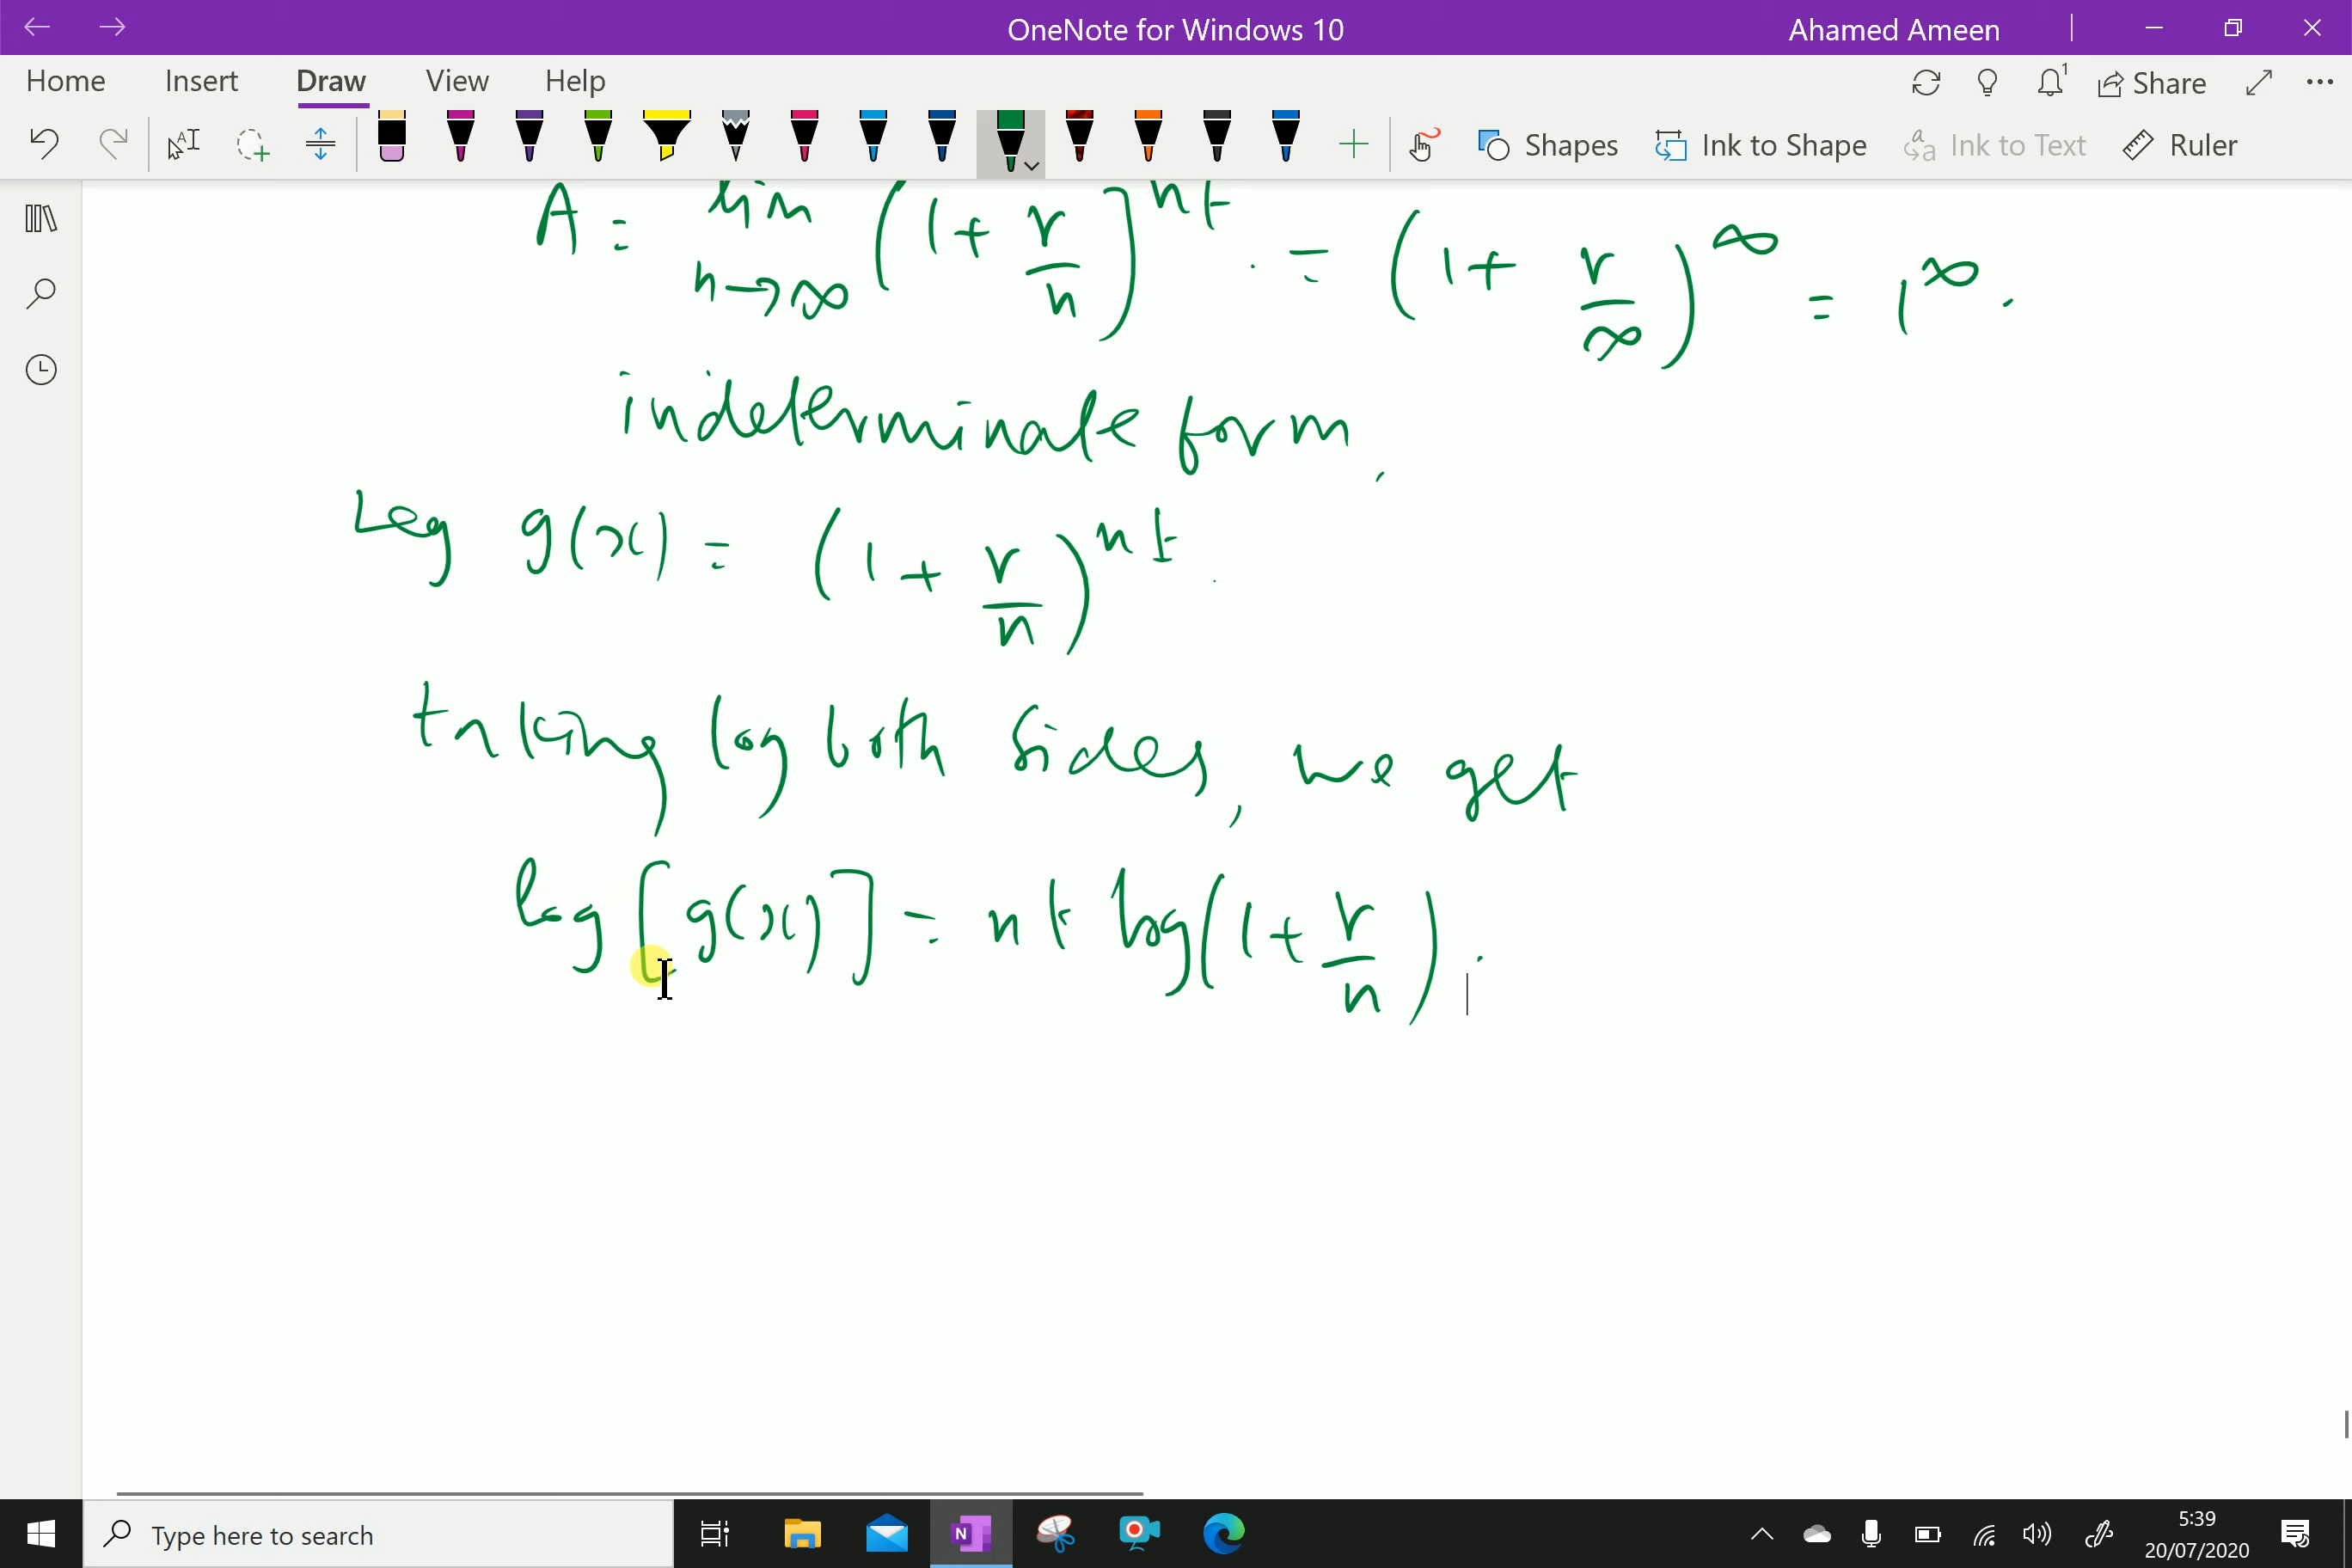 OneNote for Windows 10 Ahamed Ameen
Home Insert Draw View Help 1 Share
Shapes Ink to Shape Ink to Text Ruler
A = lim n→∞ (1 + r/n)^nt . = (1 + r/∞)^∞ = 1^∞ .
indeterminate form.
Leg g(x) = (1 + r/n)^nt .
taking log both sides, we get
log [g(x)] = nt log(1 + r/n) .
Type here to search
5:39
20/07/2020